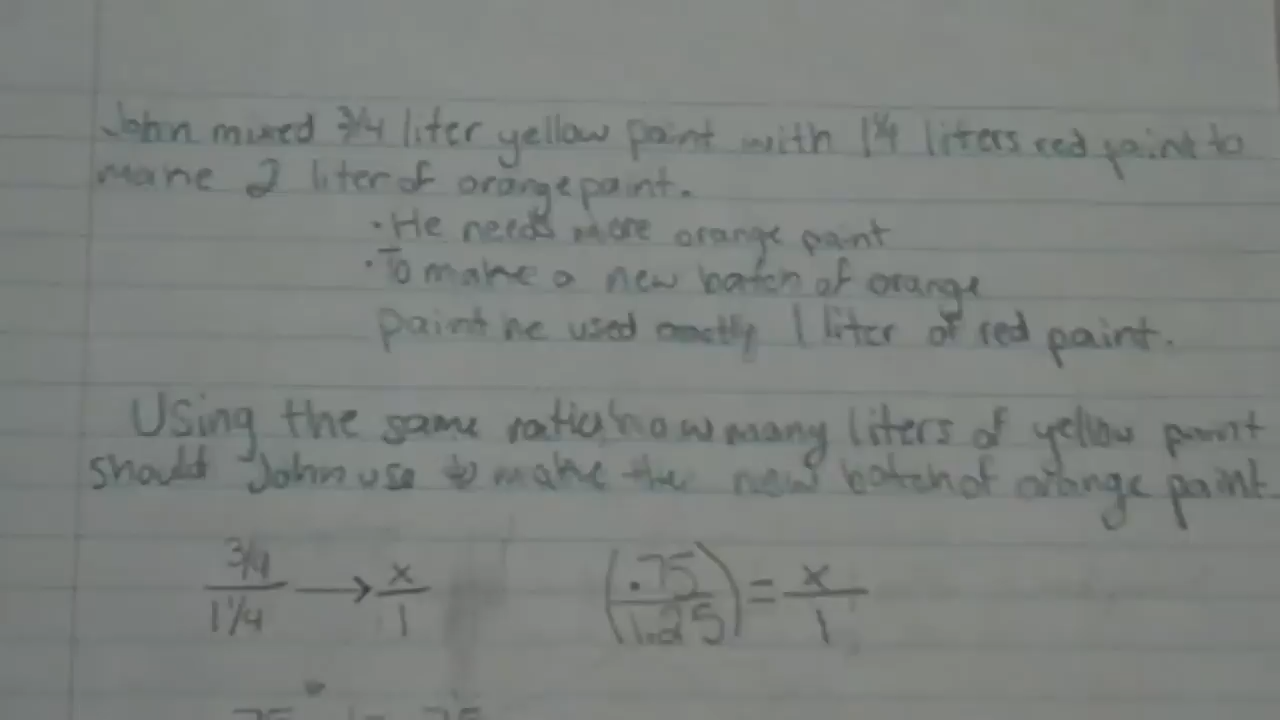 John mixed 3/4 liter yellow paint with 1 1/4 liters red paint to
make 2 liter of orange paint.
· He needs more orange paint
· To make a new batch of orange
paint he used exactly 1 liter of red paint.
Using the same ratio how many liters of yellow paint
should John use to make the new batch of orange paint.
3/4 / 1 1/4 → x/1 (.75/1.25) = x/1